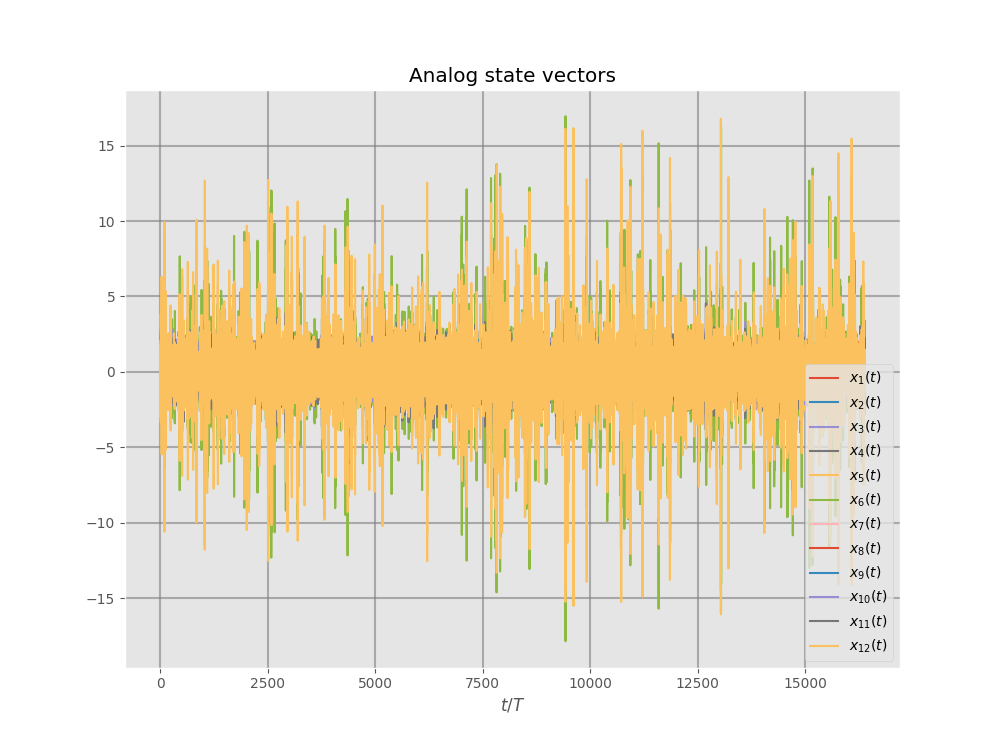 Analog state vectors
15
10
5
0
−5
−10
−15
x₁(t)
x₂(t)
x₃(t)
x₄(t)
x₅(t)
x₆(t)
x₇(t)
x₈(t)
x₉(t)
x₁₀(t)
x₁₁(t)
x₁₂(t)
0 2500 5000 7500 10000 12500 15000
t/T